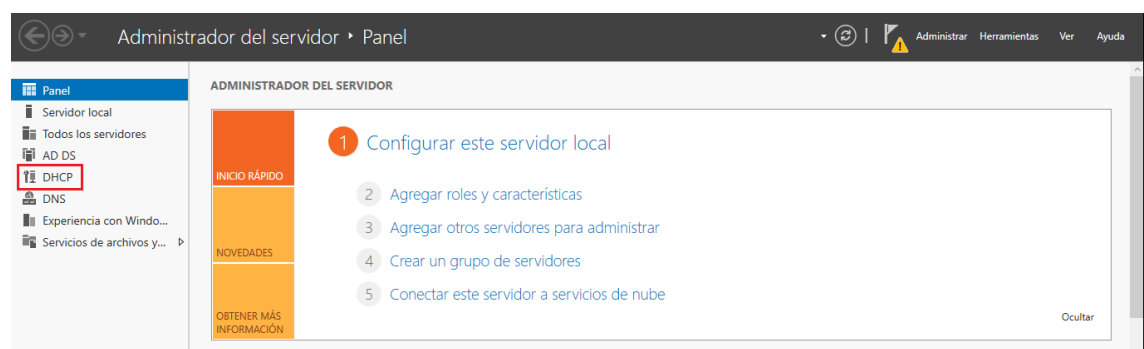 Administrador del servidor ‣ Panel
Administrar Herramientas Ver Ayuda
Panel
Servidor local
Todos los servidores
AD DS
DHCP
DNS
Experiencia con Windo...
Servicios de archivos y...
ADMINISTRADOR DEL SERVIDOR
INICIO RÁPIDO
NOVEDADES
OBTENER MÁS
INFORMACIÓN
1 Configurar este servidor local
2 Agregar roles y características
3 Agregar otros servidores para administrar
4 Crear un grupo de servidores
5 Conectar este servidor a servicios de nube
Ocultar